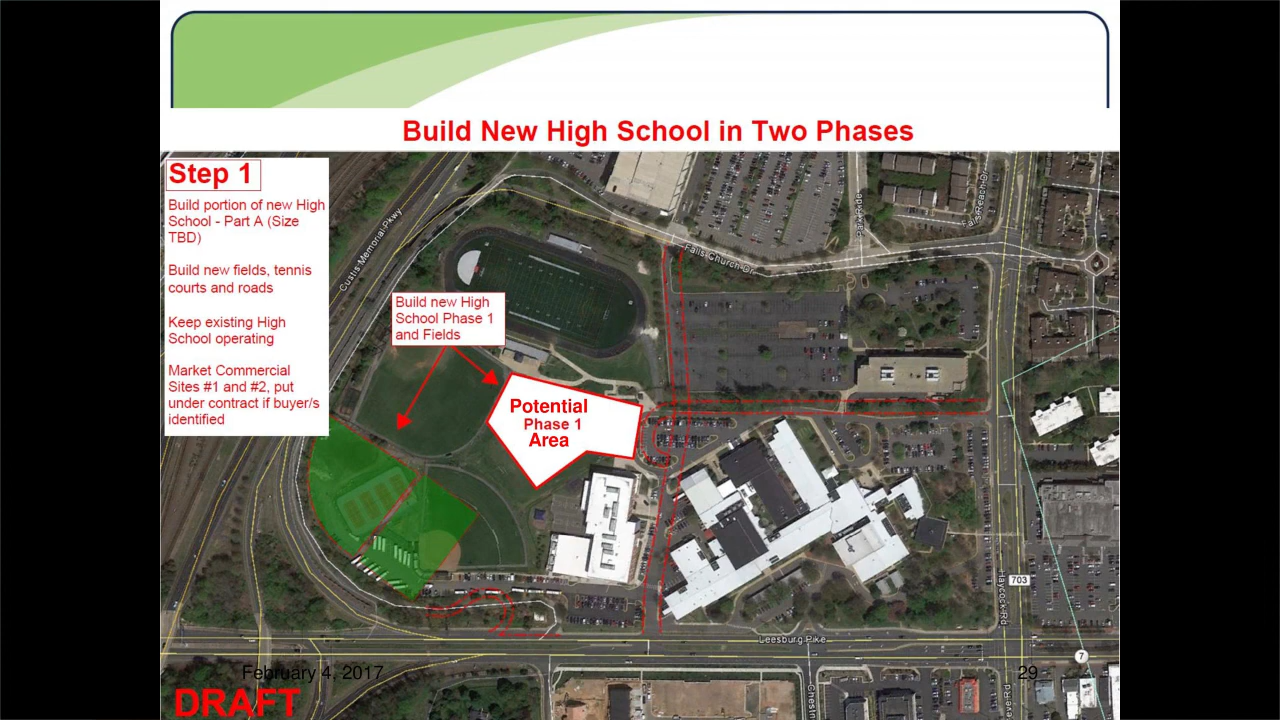 Build New High School in Two Phases
Step 1
Build portion of new High
School - Part A (Size
TBD)
Build new fields, tennis
courts and roads
Keep existing High
School operating
Market Commercial
Sites #1 and #2, put
under contract if buyer/s
identified
Custis Memorial Pkwy
Falls Church Dr
Park
Build new High
School Phase 1
and Fields
Potential
Phase 1
Area
703
Haycock Rd
Leesburg Pike
7
February 4, 2017
29
DRAFT
Chestn